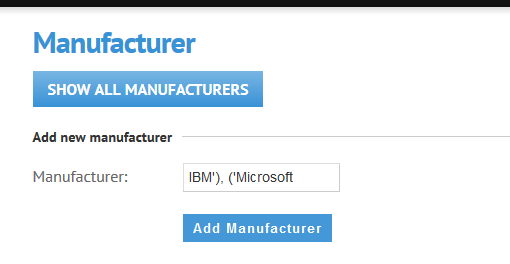 Manufacturer
SHOW ALL MANUFACTURERS
Add new manufacturer
Manufacturer: IBM'), ('Microsoft
Add Manufacturer